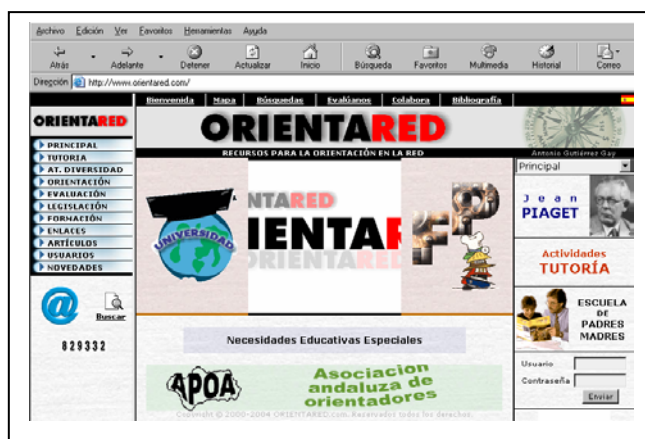 Archivo Edición Ver Favoritos Herramientas Ayuda
Atrás Adelante Detener Actualizar Inicio Búsqueda Favoritos Multimedia Historial Correo
Dirección http://www.orientared.com/
Bienvenida Mapa Búsquedas Evalúanos Colabora Bibliografía
ORIENTARED
ORIENTARED
RECURSOS PARA LA ORIENTACIÓN EN LA RED
Antonio Gutiérrez Gay
PRINCIPAL
TUTORIA
AT. DIVERSIDAD
ORIENTACIÓN
EVALUACIÓN
LEGISLACIÓN
FORMACIÓN
ENLACES
ARTÍCULOS
USUARIOS
NOVEDADES
@
Buscar
829332
UNIVERSIDAD
NTARED
IENTAR
ORIENTARED
FP
Necesidades Educativas Especiales
APOA
Asociacion
andaluza de
orientadores
Copyright © 2000-2004 ORIENTARED.com. Reservados todos los derechos.
Principal
Jean
PIAGET
Actividades
TUTORÍA
ESCUELA
DE
PADRES
MADRES
Usuario
Contraseña
Enviar